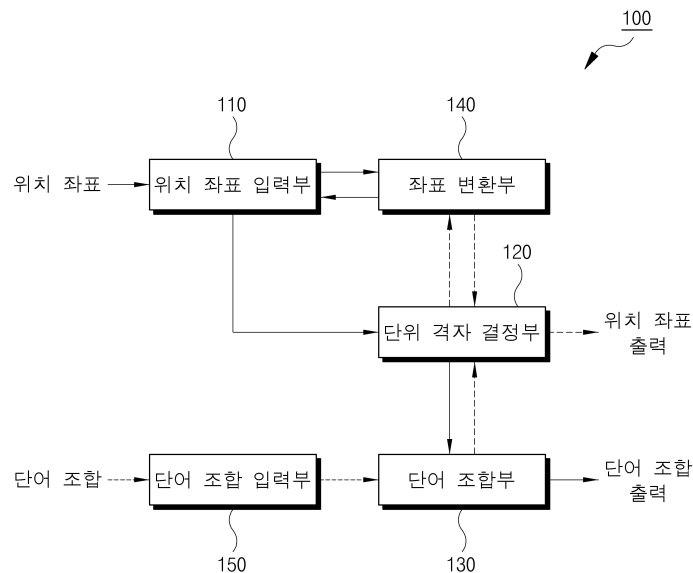 100
110
140
위치 좌표
위치 좌표 입력부
좌표 변환부
120
단위 격자 결정부
위치 좌표
출력
단어 조합
단어 조합 입력부
단어 조합부
단어 조합
출력
150
130